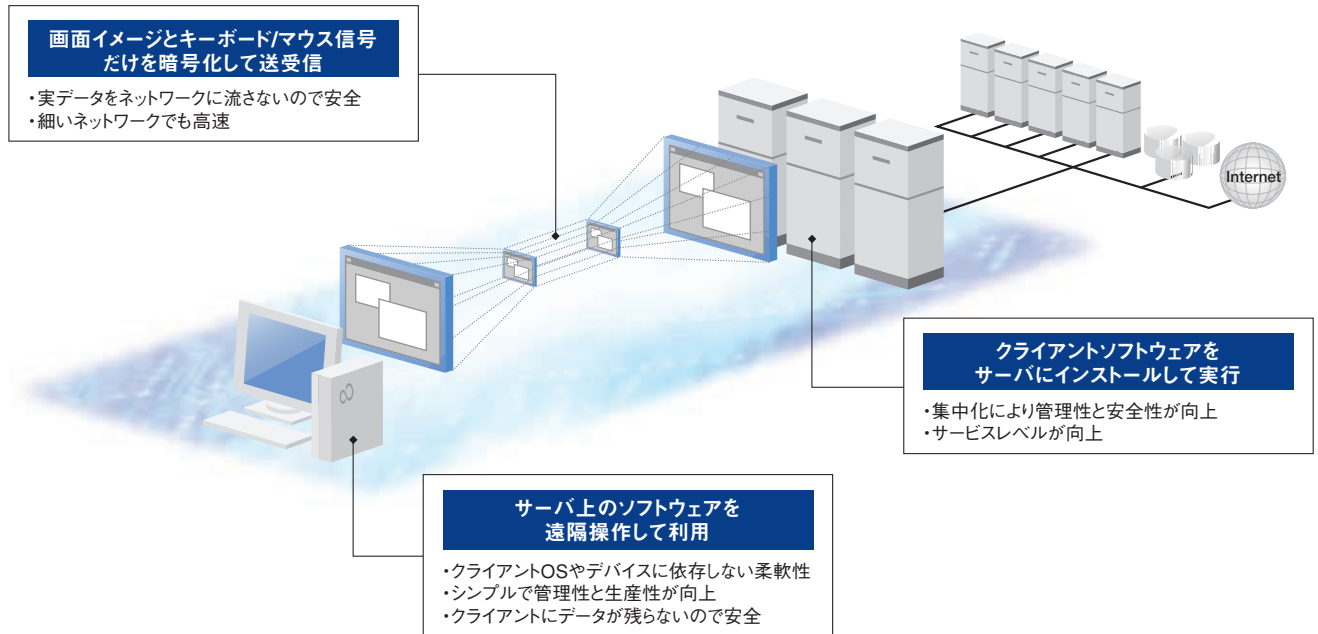 画面イメージとキーボード/マウス信号
だけを暗号化して送受信
・実データをネットワークに流さないので安全
・細いネットワークでも高速
Internet
クライアントソフトウェアを
サーバにインストールして実行
・集中化により管理性と安全性が向上
・サービスレベルが向上
サーバ上のソフトウェアを
遠隔操作して利用
・クライアントOSやデバイスに依存しない柔軟性
・シンプルで管理性と生産性が向上
・クライアントにデータが残らないので安全